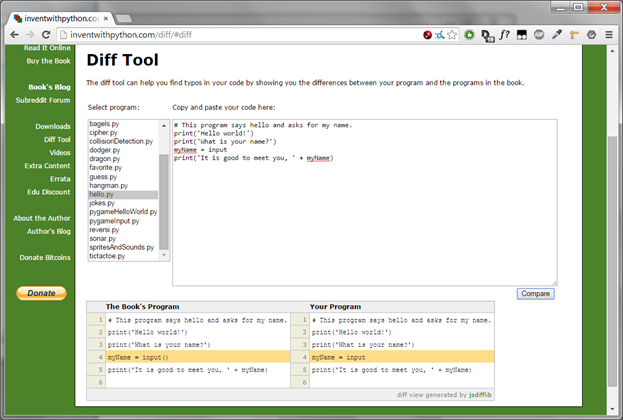 inventwithpython.com
inventwithpython.com/diff/#diff
Read It Online
Buy the Book
Book's Blog
Subreddit Forum
Downloads
Diff Tool
Videos
Extra Content
Errata
Edu Discount
About the Author
Author's Blog
Donate Bitcoins
Donate
Diff Tool
The diff tool can help you find typos in your code by showing you the differences between your program and the programs in the book.
Select program:
bagels.py
cipher.py
collisionDetection.py
dodger.py
dragon.py
favorite.py
guess.py
hangman.py
hello.py
jokes.py
pygameHelloWorld.py
pygameInput.py
reversi.py
sonar.py
spritesAndSounds.py
tictactoe.py
Copy and paste your code here:
# This program says hello and asks for my name.
print('Hello world!')
print('What is your name?')
myName = input
print('It is good to meet you, ' + myName)
Compare
The Book's Program Your Program
1 # This program says hello and asks for my name. 1 # This program says hello and asks for my name.
2 print('Hello world!') 2 print('Hello world!')
3 print('What is your name?') 3 print('What is your name?')
4 myName = input() 4 myName = input
5 print('It is good to meet you, ' + myName) 5 print('It is good to meet you, ' + myName)
6 6
diff view generated by jsdifflib